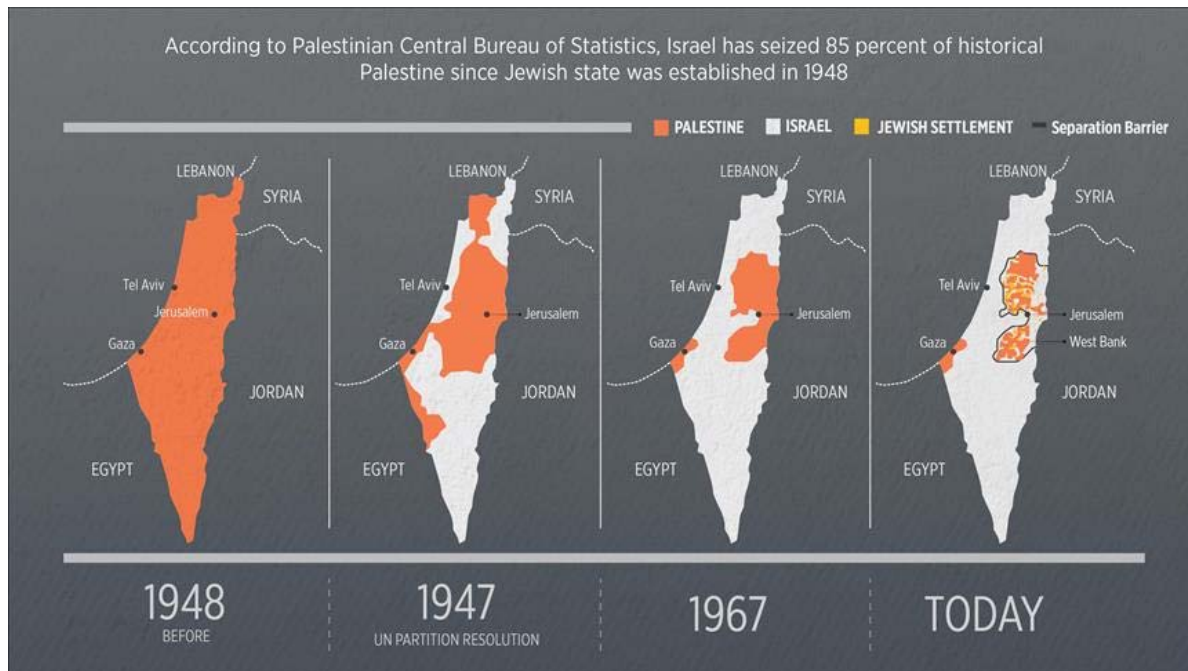 According to Palestinian Central Bureau of Statistics, Israel has seized 85 percent of historical
Palestine since Jewish state was established in 1948
PALESTINE ISRAEL JEWISH SETTLEMENT Separation Barrier
LEBANON
SYRIA
Tel Aviv
Jerusalem
Gaza
JORDAN
EGYPT
1948
BEFORE
LEBANON
SYRIA
Tel Aviv
Jerusalem
Gaza
JORDAN
EGYPT
1947
UN PARTITION RESOLUTION
LEBANON
SYRIA
Tel Aviv
Jerusalem
Gaza
JORDAN
EGYPT
1967
LEBANON
SYRIA
Tel Aviv
Jerusalem
West Bank
Gaza
JORDAN
EGYPT
TODAY